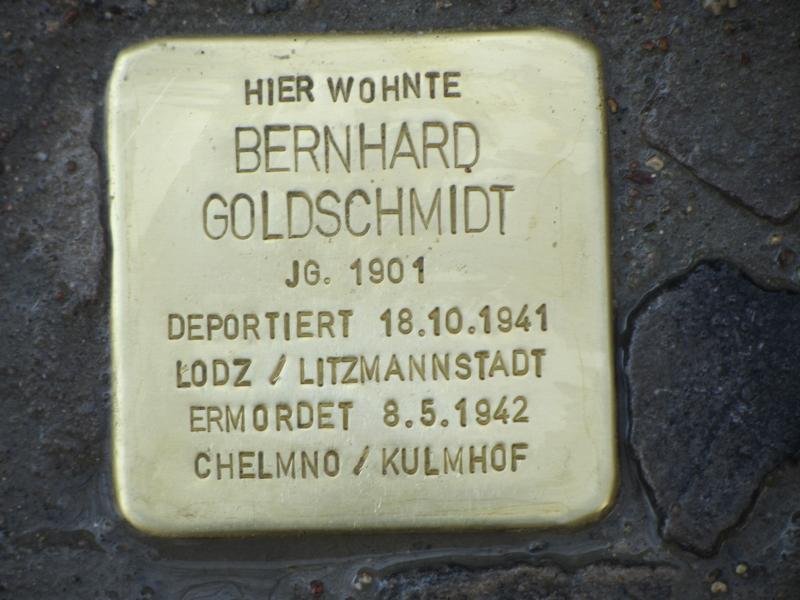 HIER WOHNTE
BERNHARD
GOLDSCHMIDT
JG. 1901
DEPORTIERT 18.10.1941
ŁODZ / LITZMANNSTADT
ERMORDET 8.5.1942
CHELMNO / KULMHOF